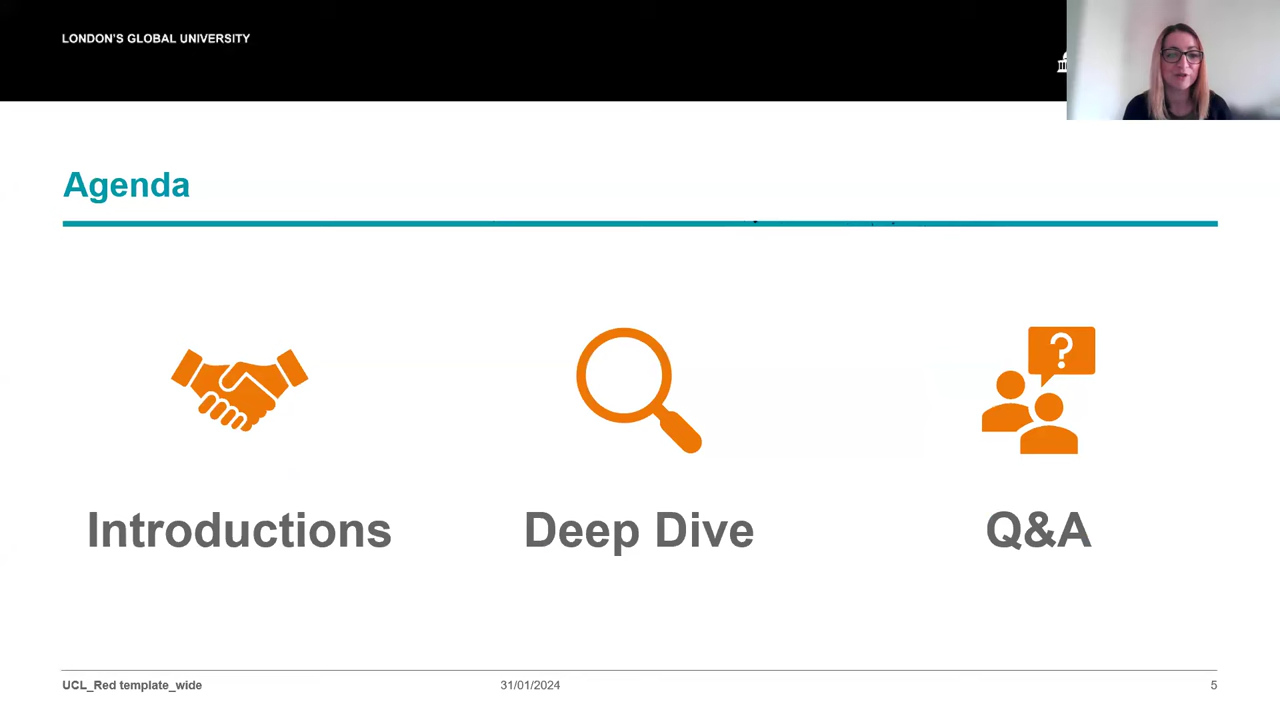 LONDON'S GLOBAL UNIVERSITY
Agenda
?
Introductions
Deep Dive
Q&A
UCL_Red template_wide
31/01/2024
5